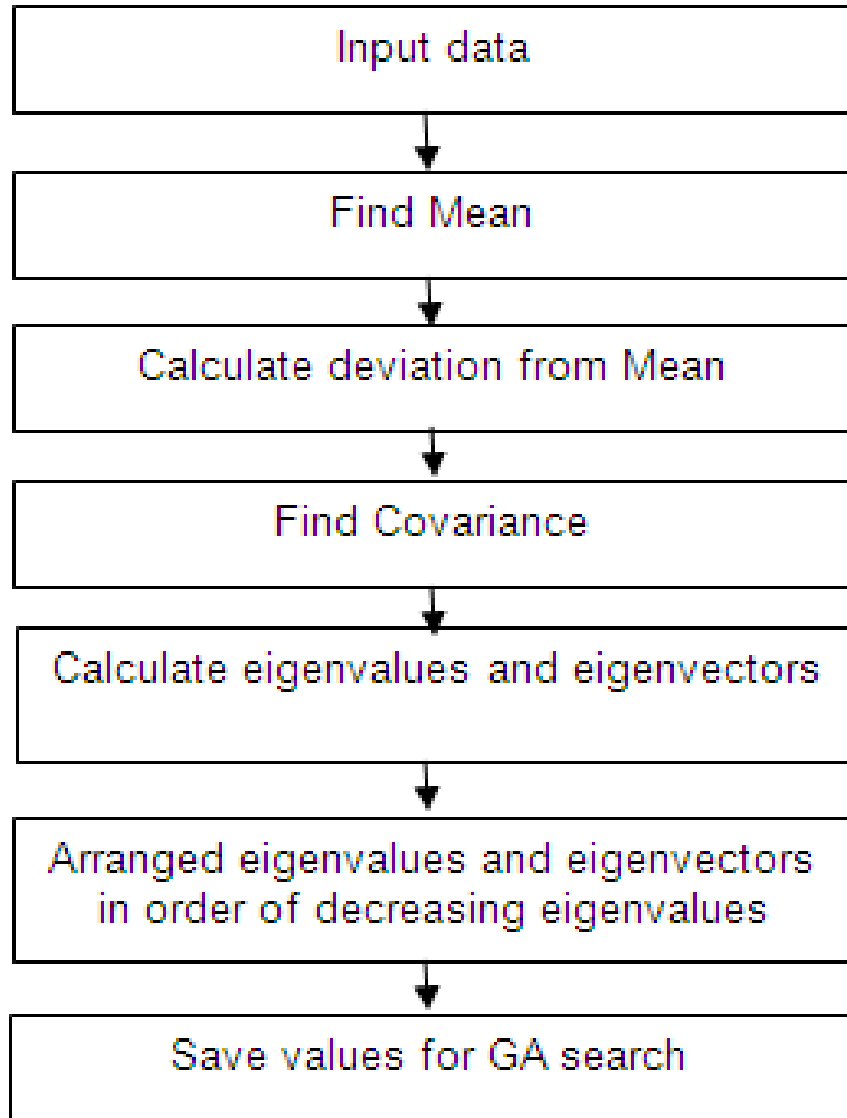 Input data
Find Mean
Calculate deviation from Mean
Find Covariance
Calculate eigenvalues and eigenvectors
Arranged eigenvalues and eigenvectors
in order of decreasing eigenvalues
Save values for GA search